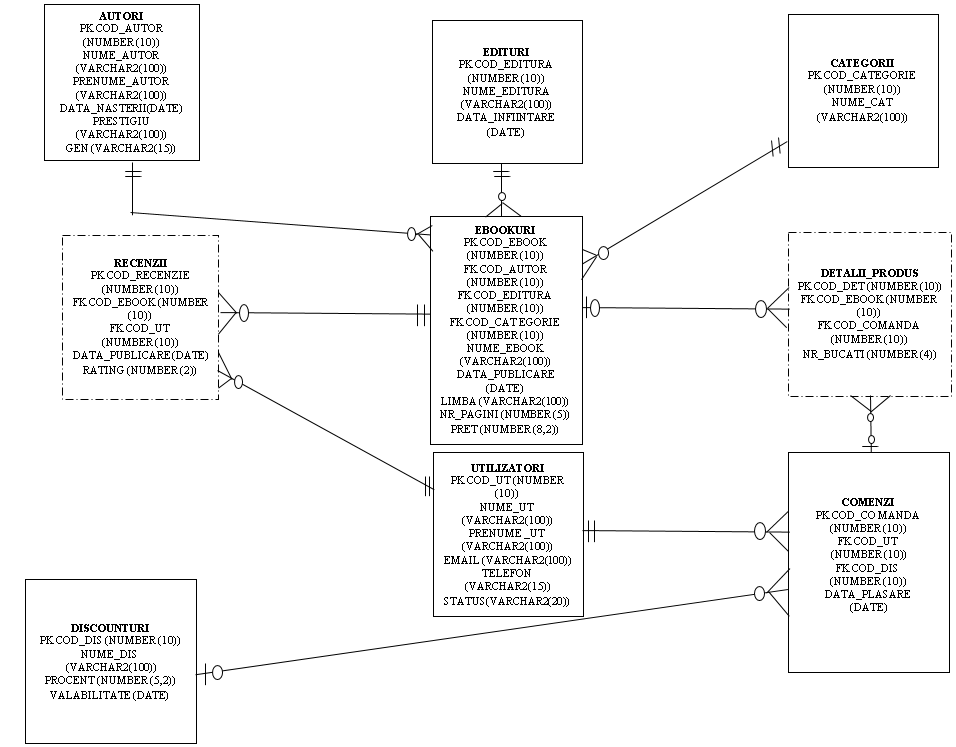 AUTORI
PK.COD_AUTOR
(NUMBER(10))
NUME_AUTOR
(VARCHAR2(100))
PRENUME_AUTOR
(VARCHAR2(100))
DATA_NASTERII(DATE)
PRESTIGIU
(VARCHAR2(100))
GEN (VARCHAR2(15))
EDITURI
PK.COD_EDITURA
(NUMBER(10))
NUME_EDITURA
(VARCHAR2(100))
DATA_INFIINTARE
(DATE)
CATEGORII
PK.COD_CATEGORIE
(NUMBER(10))
NUME_CAT
(VARCHAR2(100))
RECENZII
PK.COD_RECENZIE
(NUMBER(10))
FK.COD_EBOOK (NUMBER
(10))
FK.COD_UT
(NUMBER(10))
DATA_PUBLICARE(DATE)
RATING (NUMBER(2))
EBOOKURI
PK.COD_EBOOK
(NUMBER(10))
FK.COD_AUTOR
(NUMBER(10))
FK.COD_EDITURA
(NUMBER(10))
FK.COD_CATEGORIE
(NUMBER(10))
NUME_EBOOK
(VARCHAR2(100))
DATA_PUBLICARE
(DATE)
LIMBA (VARCHAR2(100))
NR_PAGINI (NUMBER(5))
PRET (NUMBER(8,2))
DETALII_PRODUS
PK.COD_DET(NUMBER(10))
FK.COD_EBOOK (NUMBER
(10))
FK.COD_COMANDA
(NUMBER(10))
NR_BUCATI (NUMBER(4))
UTILIZATORI
PK.COD_UT (NUMBER
(10))
NUME_UT
(VARCHAR2(100))
PRENUME_UT
(VARCHAR2(100))
EMAIL (VARCHAR2(100))
TELEFON
(VARCHAR2(15))
STATUS(VARCHAR2(20))
COMENZI
PK.COD_COMANDA
(NUMBER(10))
FK.COD_UT
(NUMBER(10))
FK.COD_DIS
(NUMBER(10))
DATA_PLASARE
(DATE)
DISCOUNTURI
PK.COD_DIS (NUMBER(10))
NUME_DIS
(VARCHAR2(100))
PROCENT (NUMBER(5,2))
VALABILITATE (DATE)